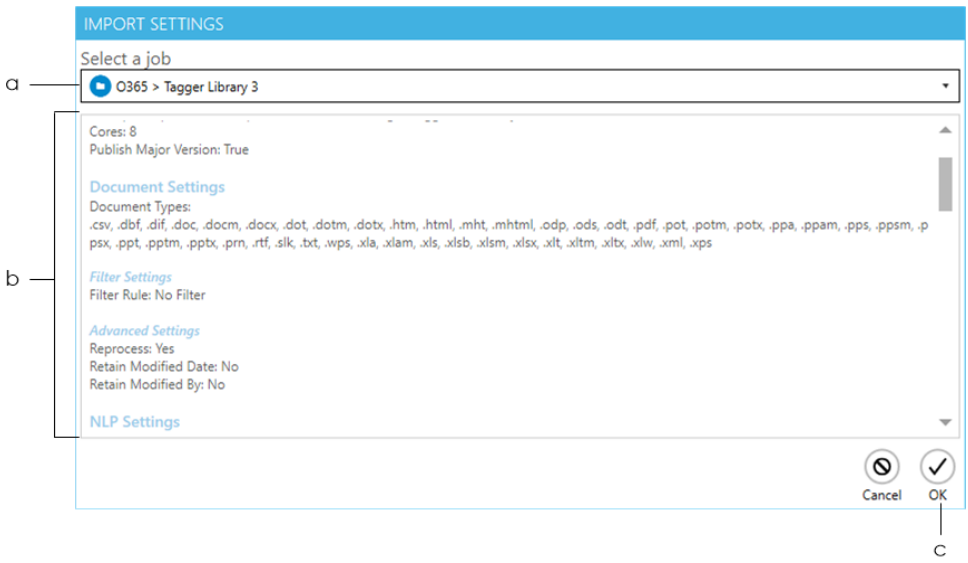 IMPORT SETTINGS
Select a job
a
O365 > Tagger Library 3
Cores: 8
Publish Major Version: True
Document Settings
Document Types:
.csv, .dbf, .dif, .doc, .docm, .docx, .dot, .dotm, .dotx, .htm, .html, .mht, .mhtml, .odp, .ods, .odt, .pdf, .pot, .potm, .potx, .ppa, .ppam, .pps, .ppsm, .p
psx, .ppt, .pptm, .pptx, .prn, .rtf, .slk, .txt, .wps, .xla, .xlam, .xls, .xlsb, .xlsm, .xlsx, .xlt, .xltm, .xltx, .xlw, .xml, .xps
b
Filter Settings
Filter Rule: No Filter
Advanced Settings
Reprocess: Yes
Retain Modified Date: No
Retain Modified By: No
NLP Settings
Cancel
OK
c